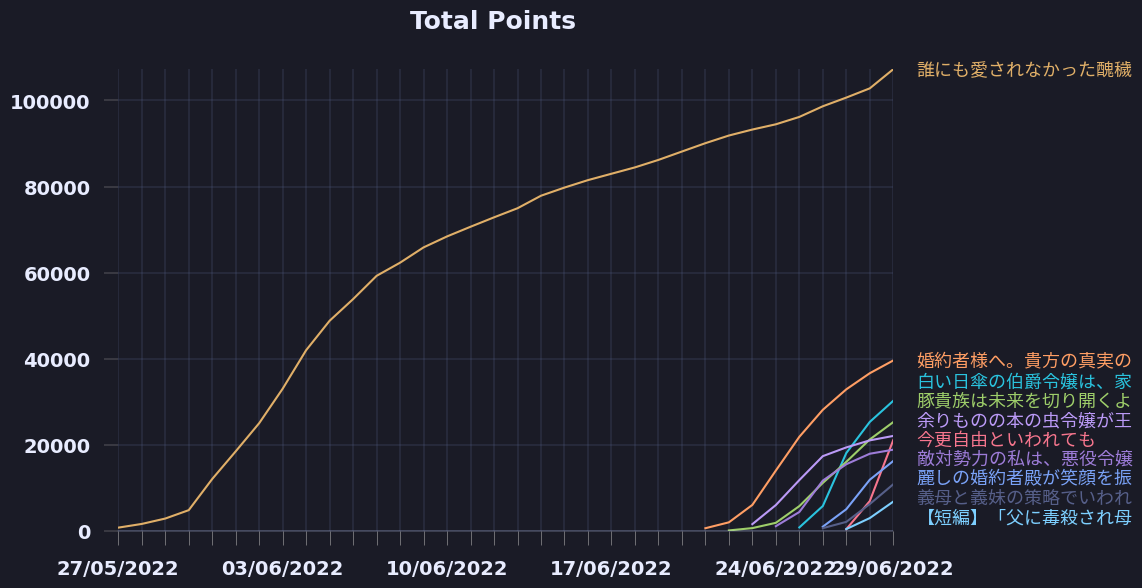 Total Points
誰にも愛されなかった醜穢
100000
80000
60000
40000
20000
0
婚約者様へ。貴方の真実の
白い日傘の伯爵令嬢は、家
豚貴族は未来を切り開くよ
余りものの本の虫令嬢が王
今更自由といわれても
敵対勢力の私は、悪役令嬢
麗しの婚約者殿が笑顔を振
義母と義妹の策略でいわれ
【短編】「父に毒殺され母
27/05/2022
03/06/2022
10/06/2022
17/06/2022
24/06/2022
29/06/2022